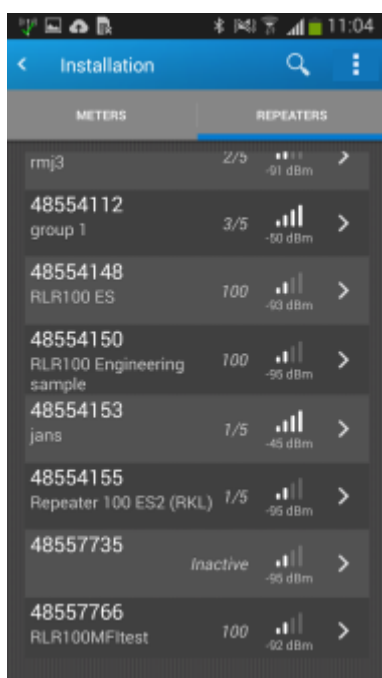 11:04
Installation
METERS
REPEATERS
rmj3
2/5
-91 dBm
48554112
group 1
3/5
-50 dBm
48554148
RLR100 ES
100
-93 dBm
48554150
RLR100 Engineering
sample
100
-95 dBm
48554153
jans
1/5
-45 dBm
48554155
Repeater 100 ES2 (RKL)
1/5
-95 dBm
48557735
Inactive
-95 dBm
48557766
RLR100MFItest
100
-92 dBm